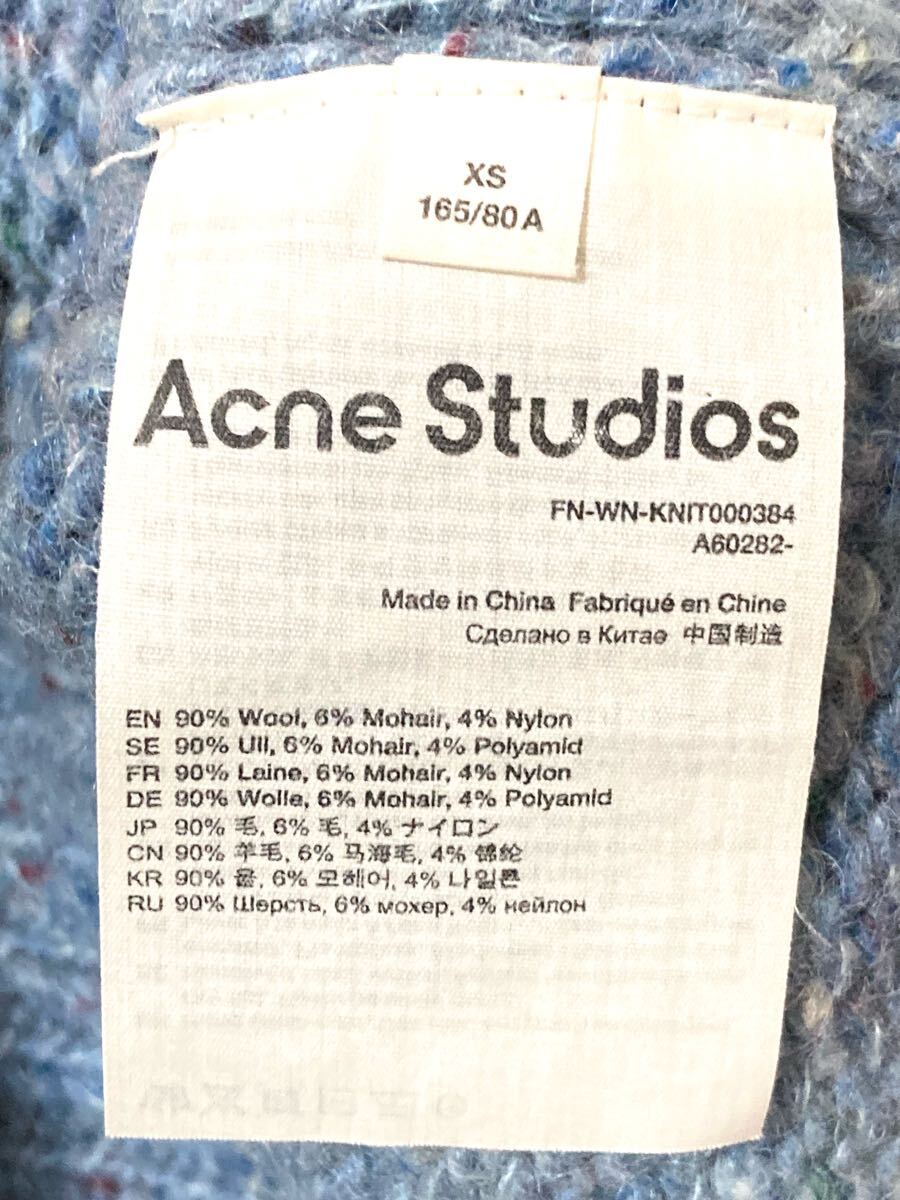 XS
165/80A
Acne Studios
FN-WN-KNIT000384
A60282-
Made in China Fabriqué en Chine
Сделано в Китае 中国制造
EN 90% Wool, 6% Mohair, 4% Nylon
SE 90% Ull, 6% Mohair, 4% Polyamid
FR 90% Laine, 6% Mohair, 4% Nylon
DE 90% Wolle, 6% Mohair, 4% Polyamid
JP 90% 毛, 6% 毛, 4% ナイロン
CN 90% 羊毛, 6% 马海毛, 4% 锦纶
KR 90% 울, 6% 모헤어, 4% 나일론
RU 90% Шерсть, 6% мохер, 4% нейлон